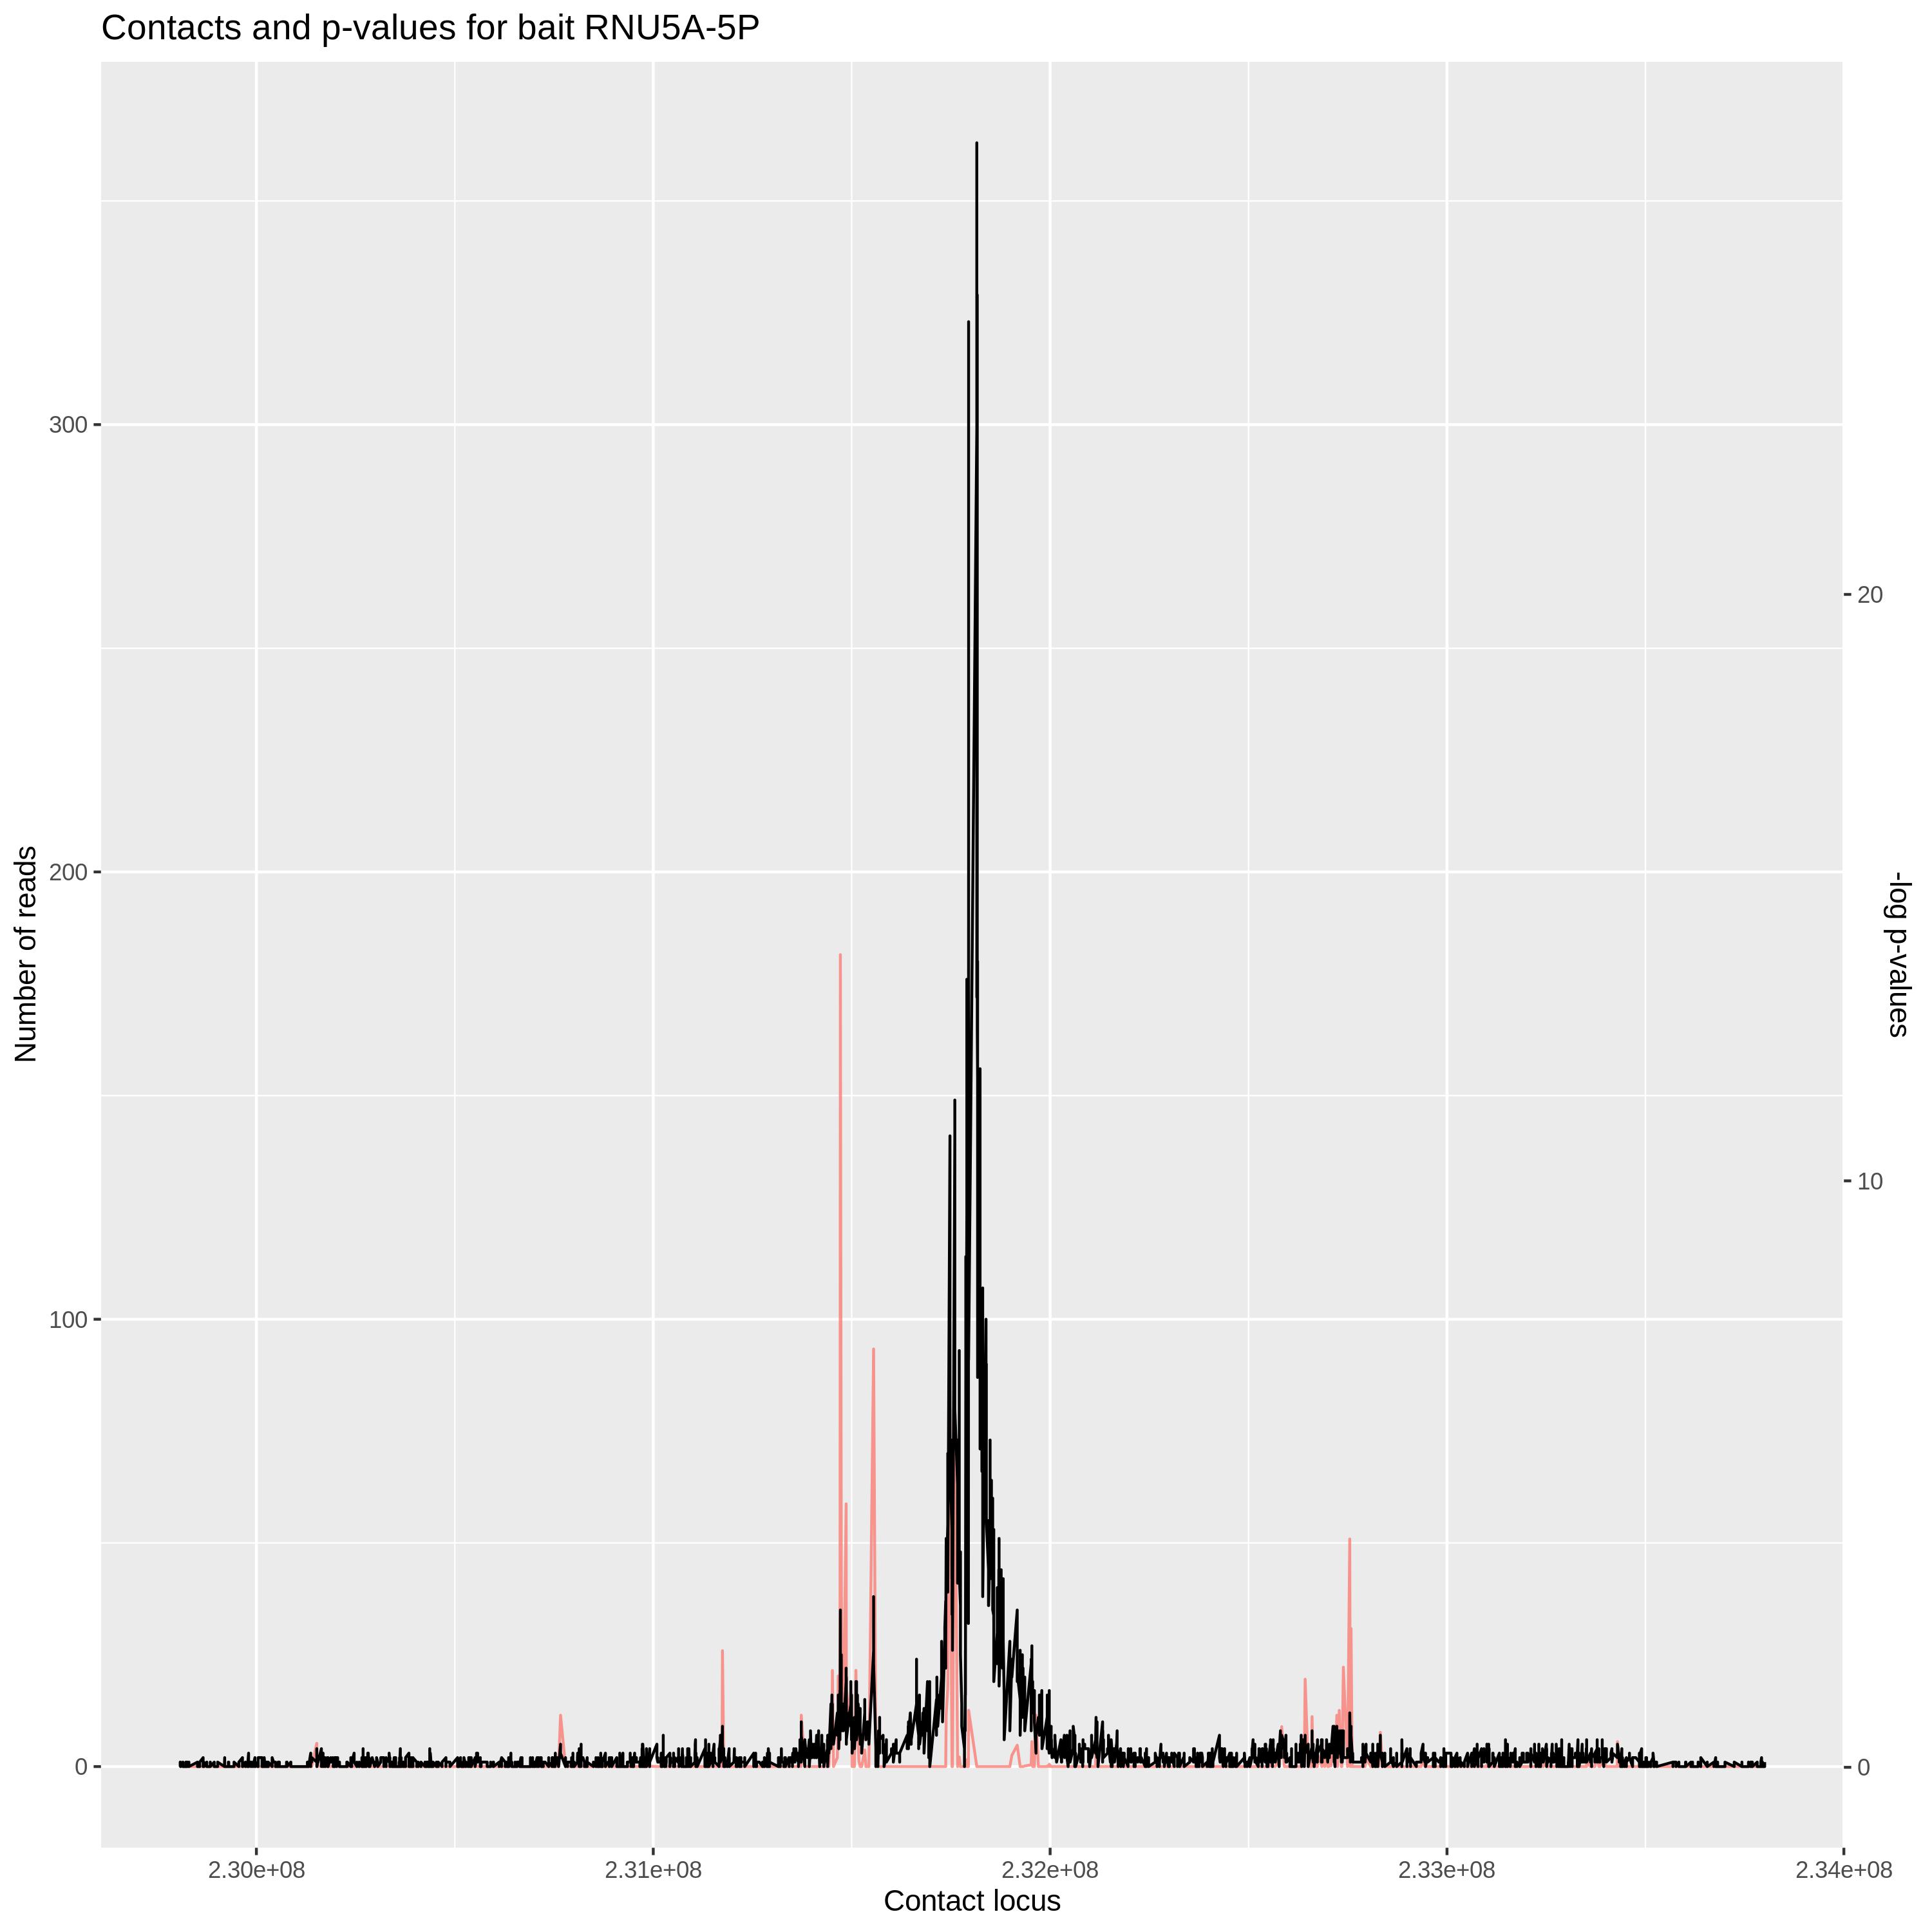 Contacts and p-values for bait RNU5A-5P
Number of reads
300
200
100
0
20
10
0
-log p-values
2.30e+08
2.31e+08
2.32e+08
2.33e+08
2.34e+08
Contact locus